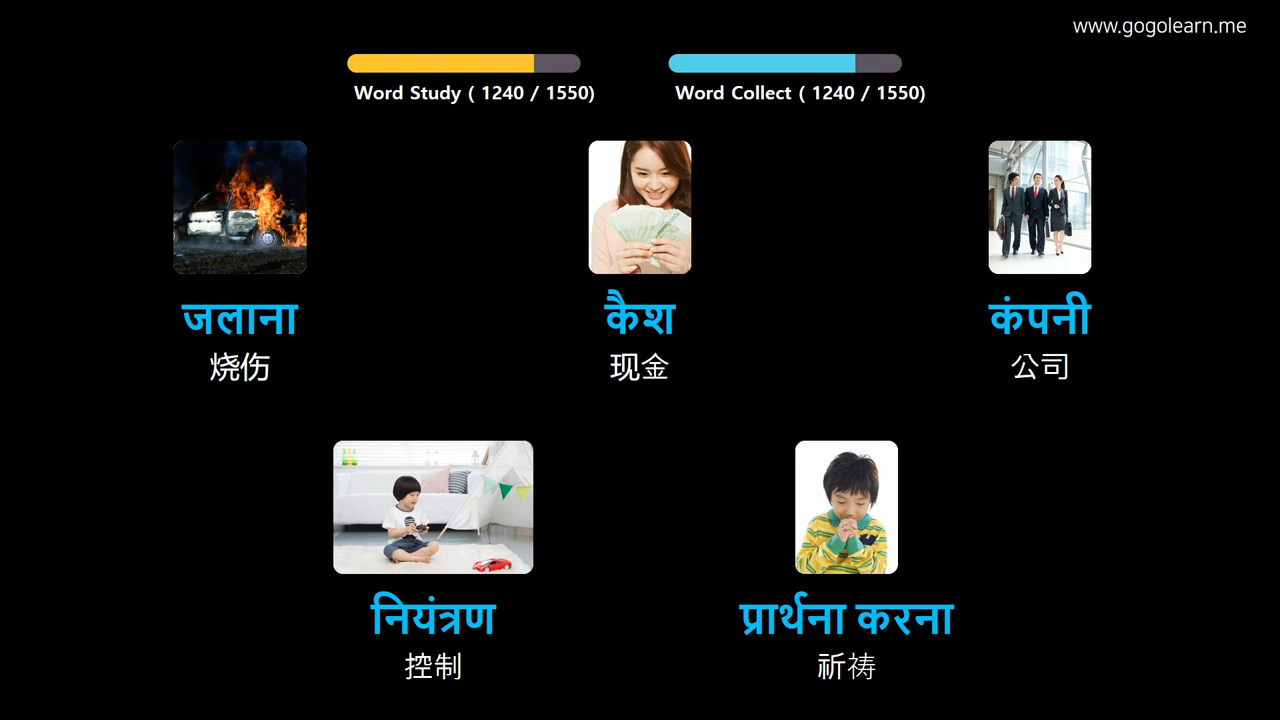 www.gogolearn.me
Word Study ( 1240 / 1550)
Word Collect ( 1240 / 1550)
जलाना
烧伤
कैश
现金
कंपनी
公司
नियंत्रण
控制
प्रार्थना करना
祈祷